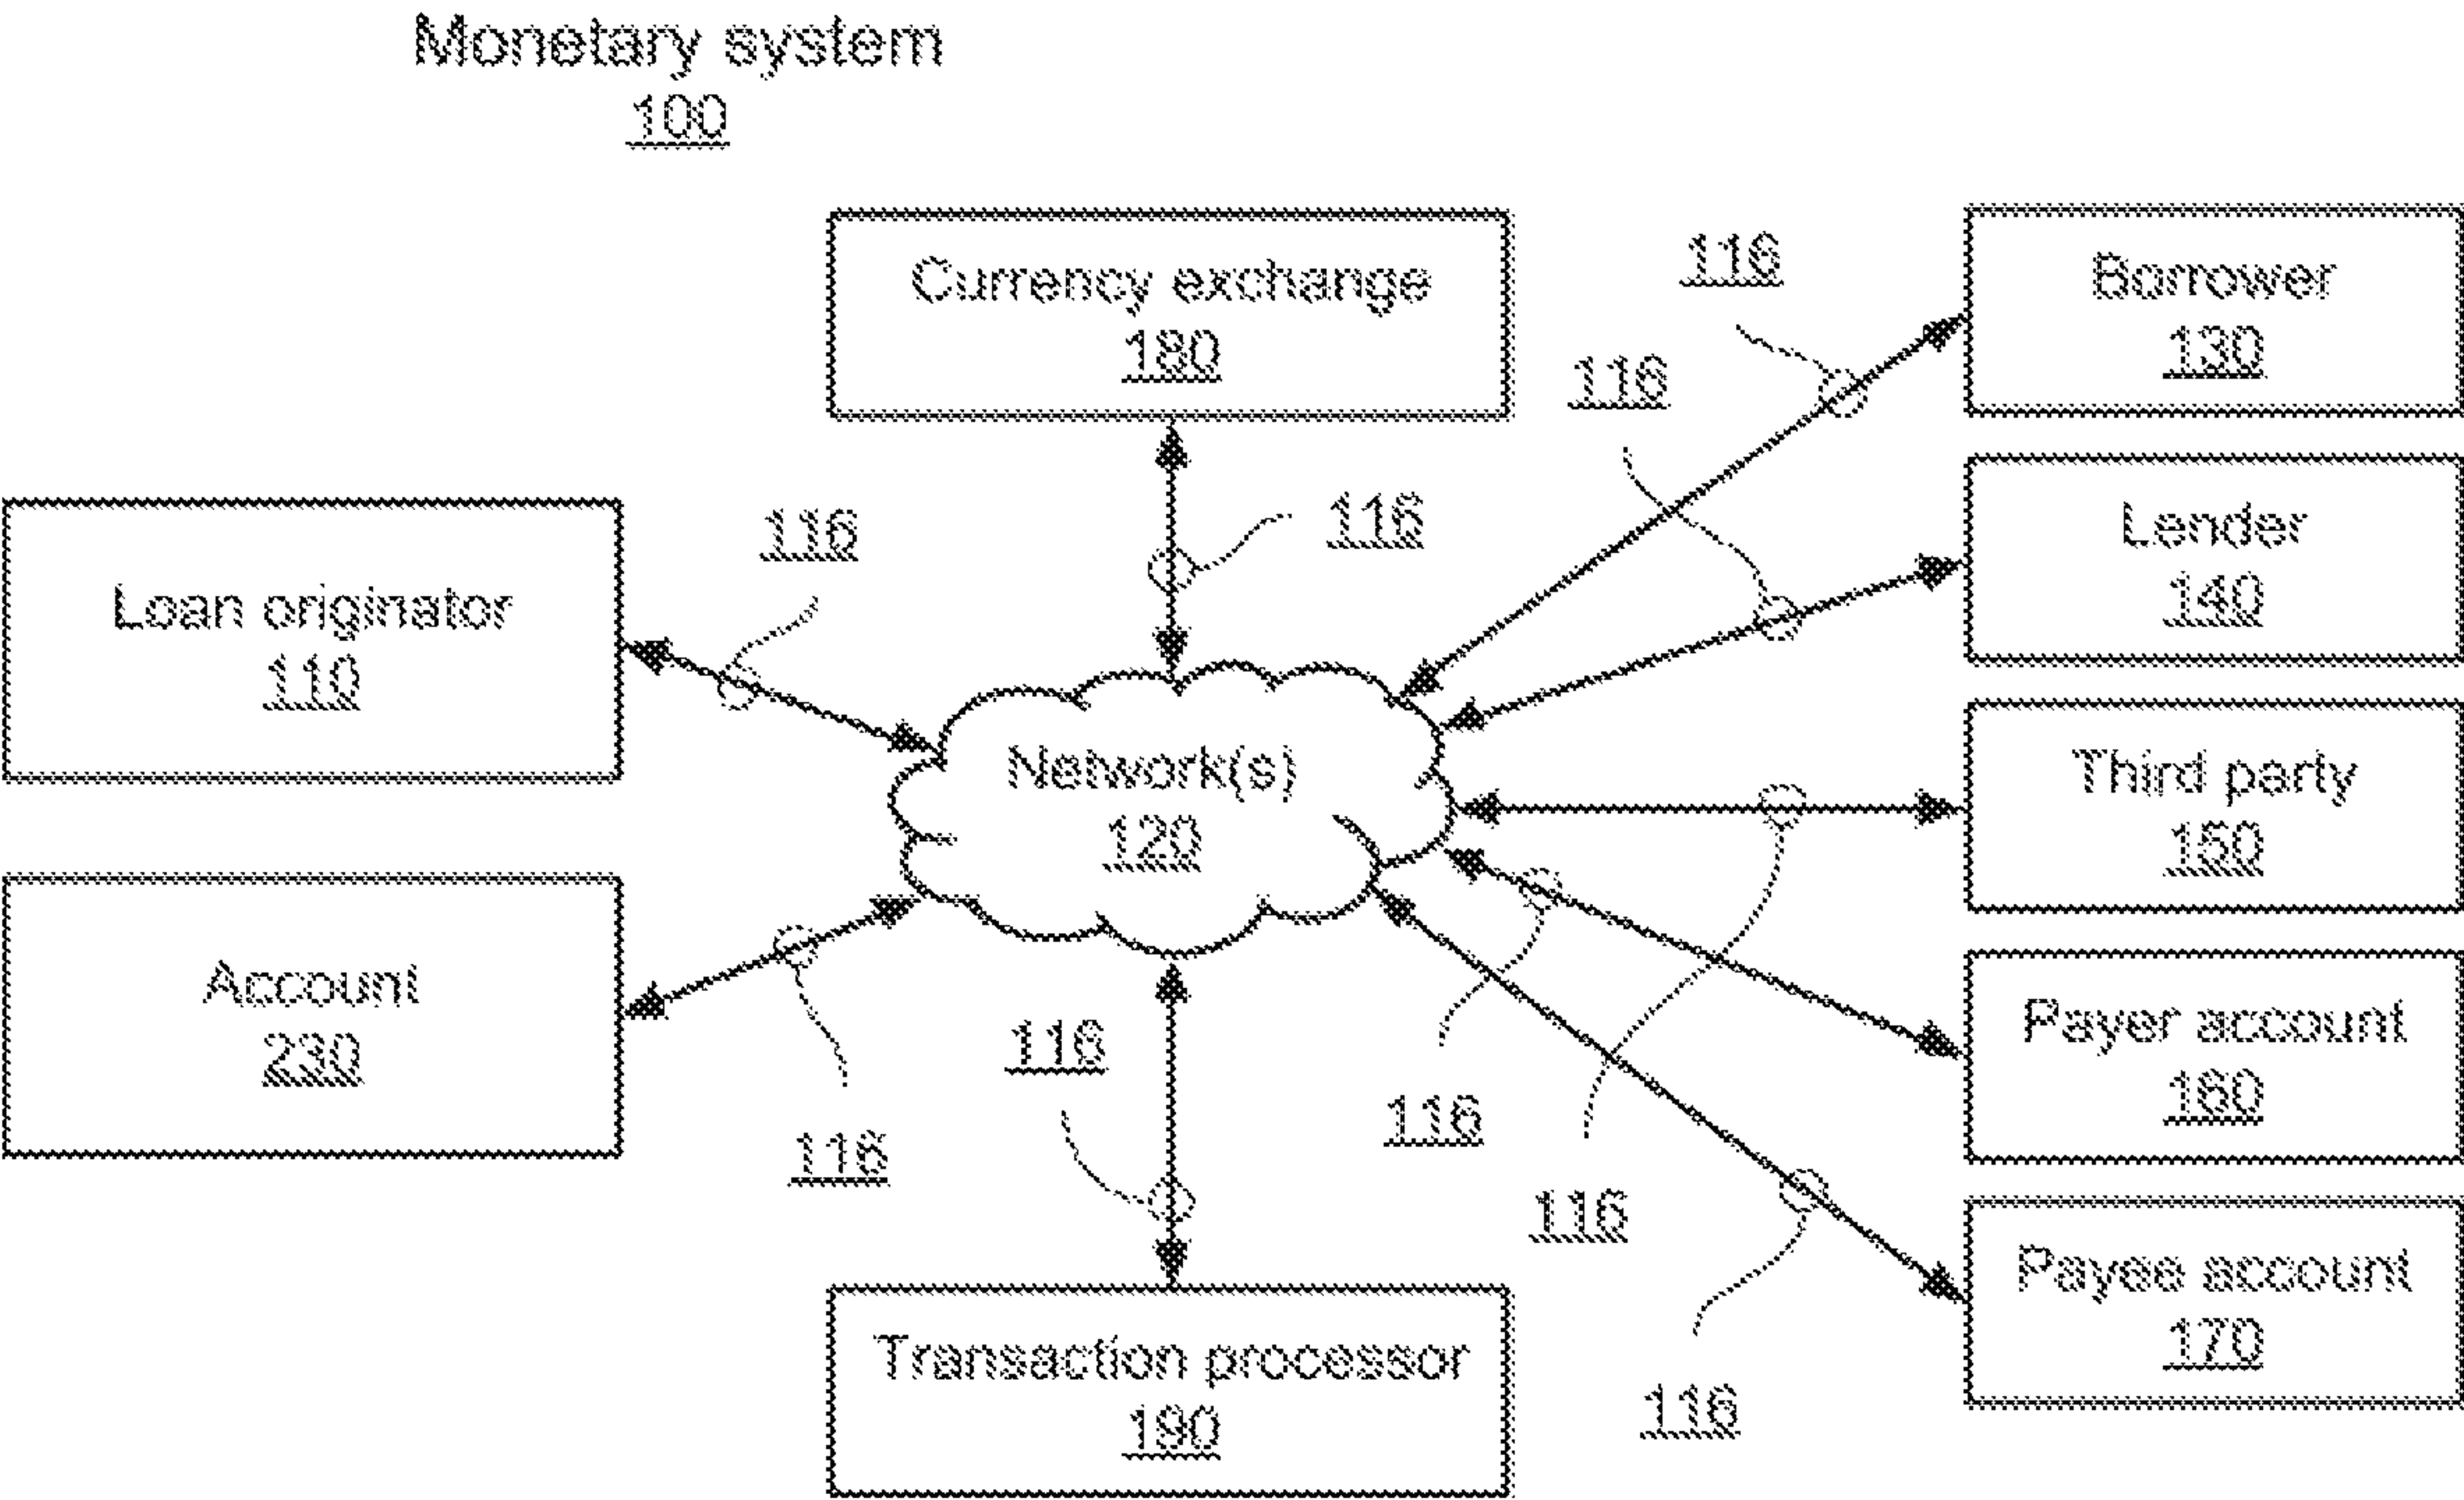 Monetary system
100
Currency exchange
180
116
Borrower
130
116
Lender
140
116
116
Loan originator
110
Network(s)
120
Third party
150
Account
230
116
116
116
116
Payer account
160
Transaction processor
190
116
Payee account
170